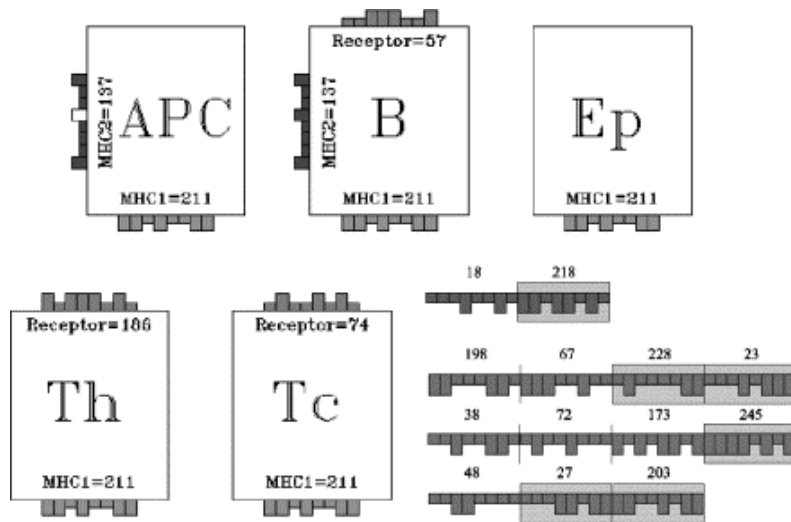 Receptor=57
MHC2=137
APC
MHC2=137
B
Ep
MHC1=211
MHC1=211
MHC1=211
18 218
Receptor=186
Receptor=74
198 67 228 23
Th
Tc
38 72 173 245
MHC1=211
MHC1=211
48 27 203